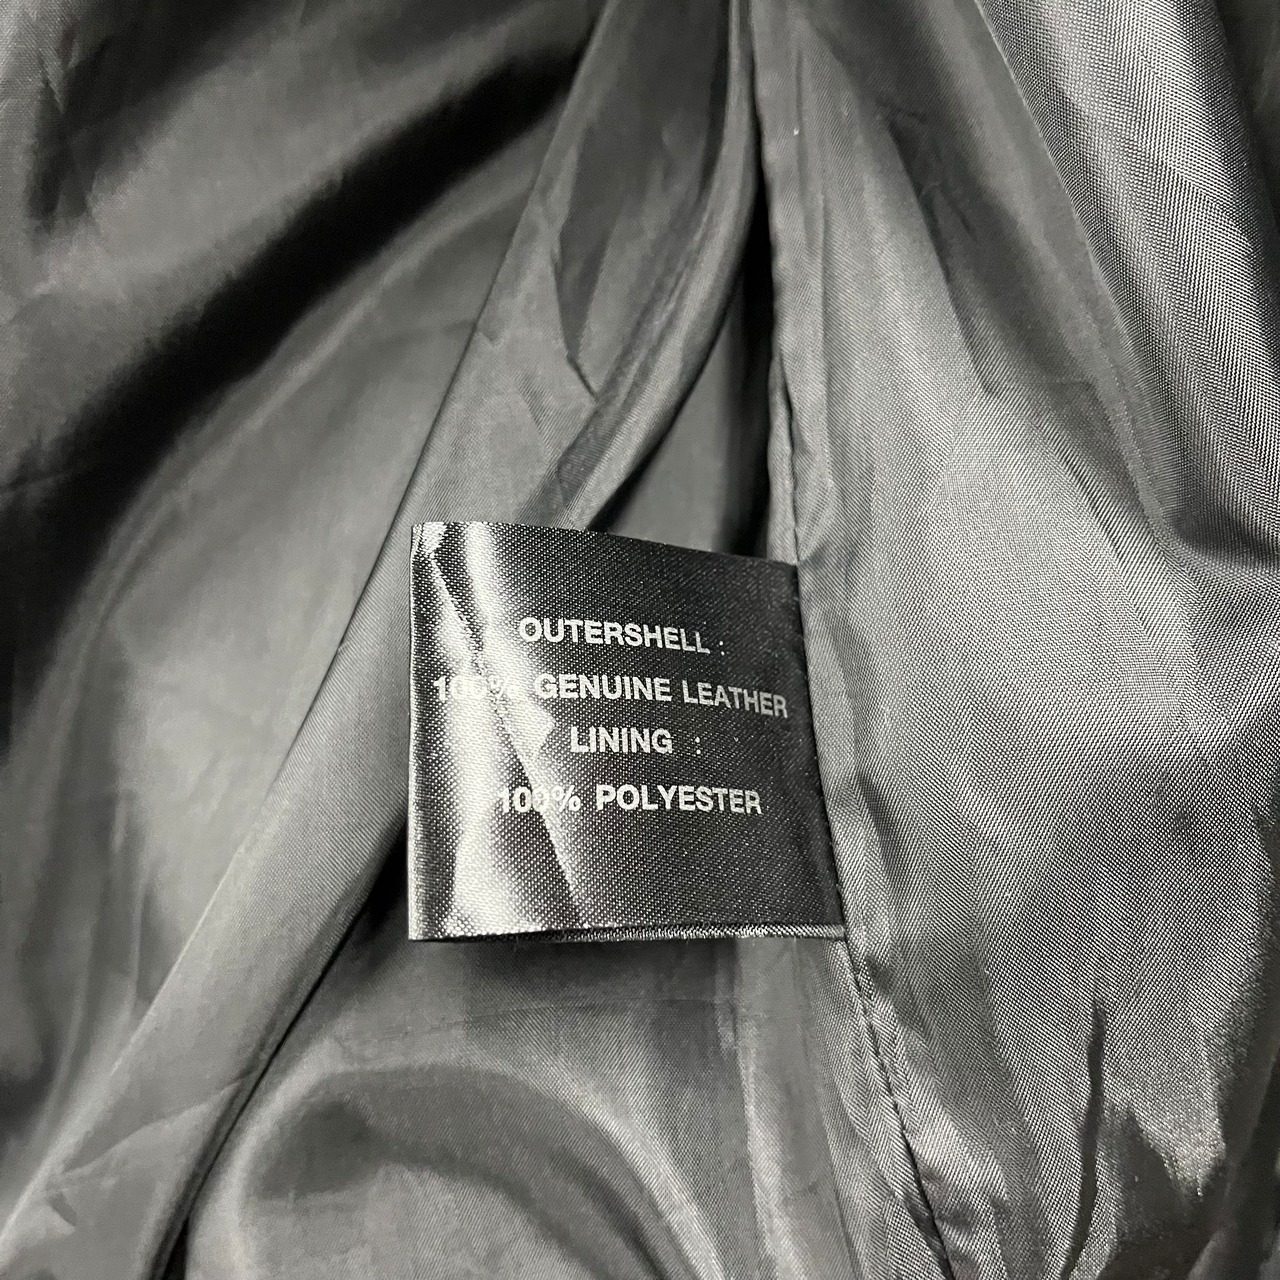 OUTERSHELL :
100% GENUINE LEATHER
LINING :
100% POLYESTER